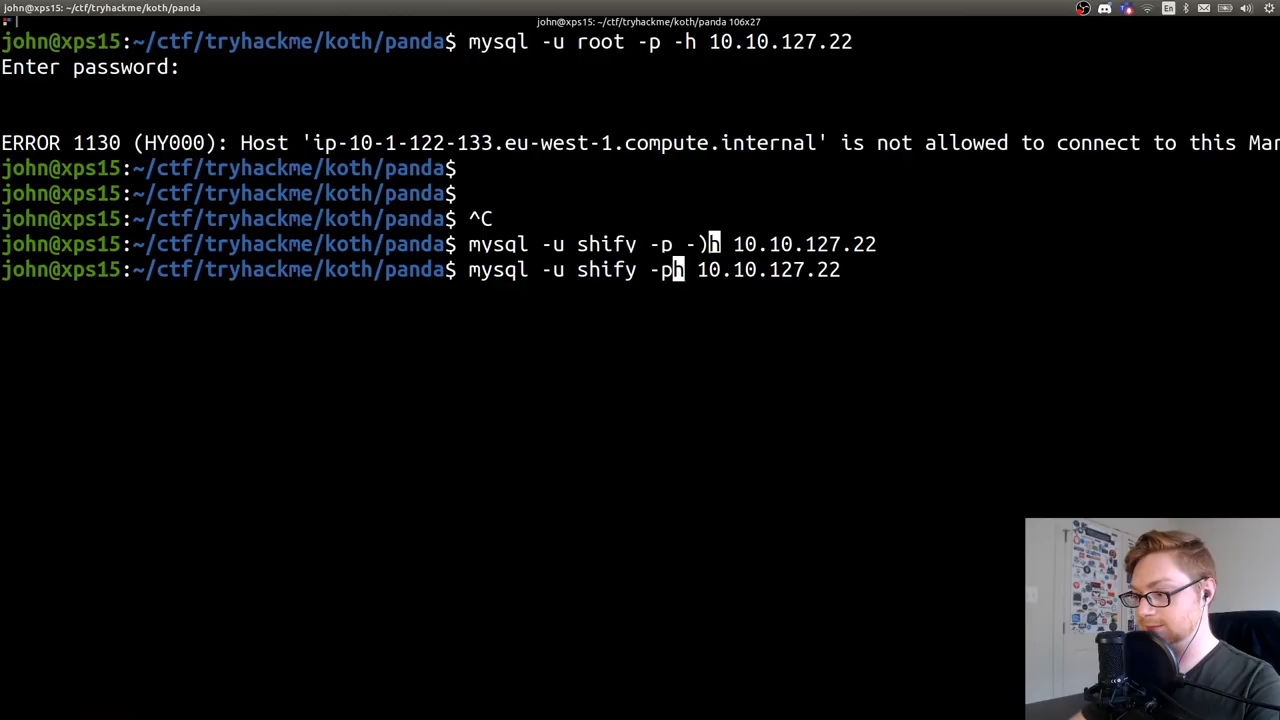 john@xps15: ~/ctf/tryhackme/koth/panda
En
john@xps15: ~/ctf/tryhackme/koth/panda 106x27
john@xps15:~/ctf/tryhackme/koth/panda$ mysql -u root -p -h 10.10.127.22
Enter password:
ERROR 1130 (HY000): Host 'ip-10-1-122-133.eu-west-1.compute.internal' is not allowed to connect to this Mar
john@xps15:~/ctf/tryhackme/koth/panda$
john@xps15:~/ctf/tryhackme/koth/panda$
john@xps15:~/ctf/tryhackme/koth/panda$ ^C
john@xps15:~/ctf/tryhackme/koth/panda$ mysql -u shify -p -)h 10.10.127.22
john@xps15:~/ctf/tryhackme/koth/panda$ mysql -u shify -ph 10.10.127.22